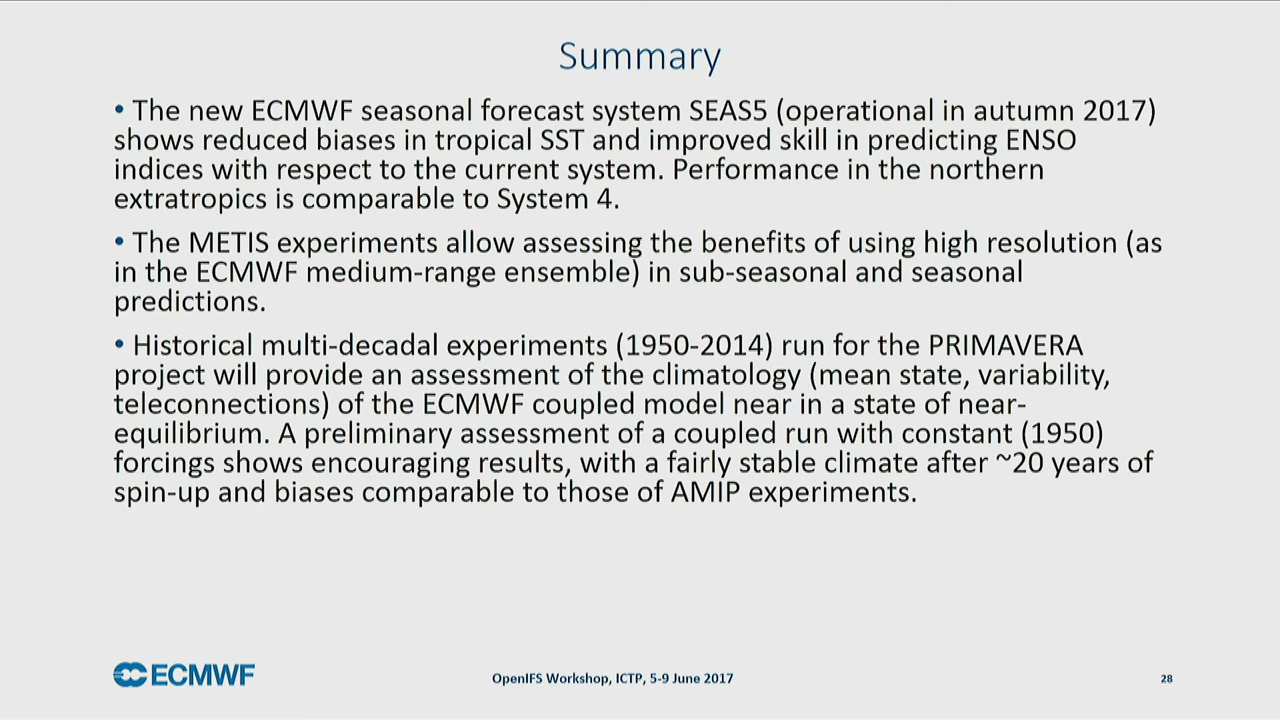 Summary
• The new ECMWF seasonal forecast system SEAS5 (operational in autumn 2017)
shows reduced biases in tropical SST and improved skill in predicting ENSO
indices with respect to the current system. Performance in the northern
extratropics is comparable to System 4.
• The METIS experiments allow assessing the benefits of using high resolution (as
in the ECMWF medium-range ensemble) in sub-seasonal and seasonal
predictions.
• Historical multi-decadal experiments (1950-2014) run for the PRIMAVERA
project will provide an assessment of the climatology (mean state, variability,
teleconnections) of the ECMWF coupled model near in a state of near-
equilibrium. A preliminary assessment of a coupled run with constant (1950)
forcings shows encouraging results, with a fairly stable climate after ~20 years of
spin-up and biases comparable to those of AMIP experiments.
ECMWF
OpenIFS Workshop, ICTP, 5-9 June 2017
28